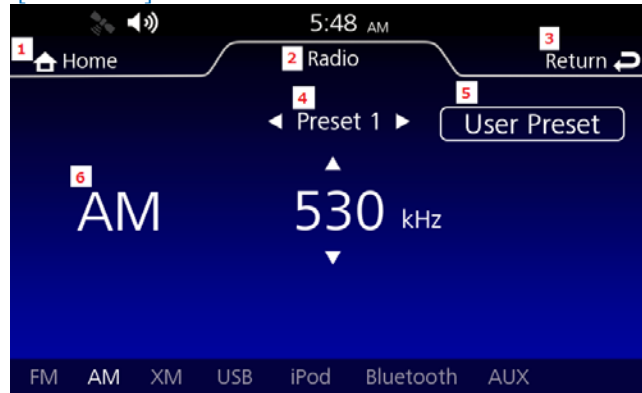 5:48 AM
1 Home
2 Radio
3 Return
4 Preset 1
5 User Preset
6 AM
530 kHz
FM AM XM USB iPod Bluetooth AUX